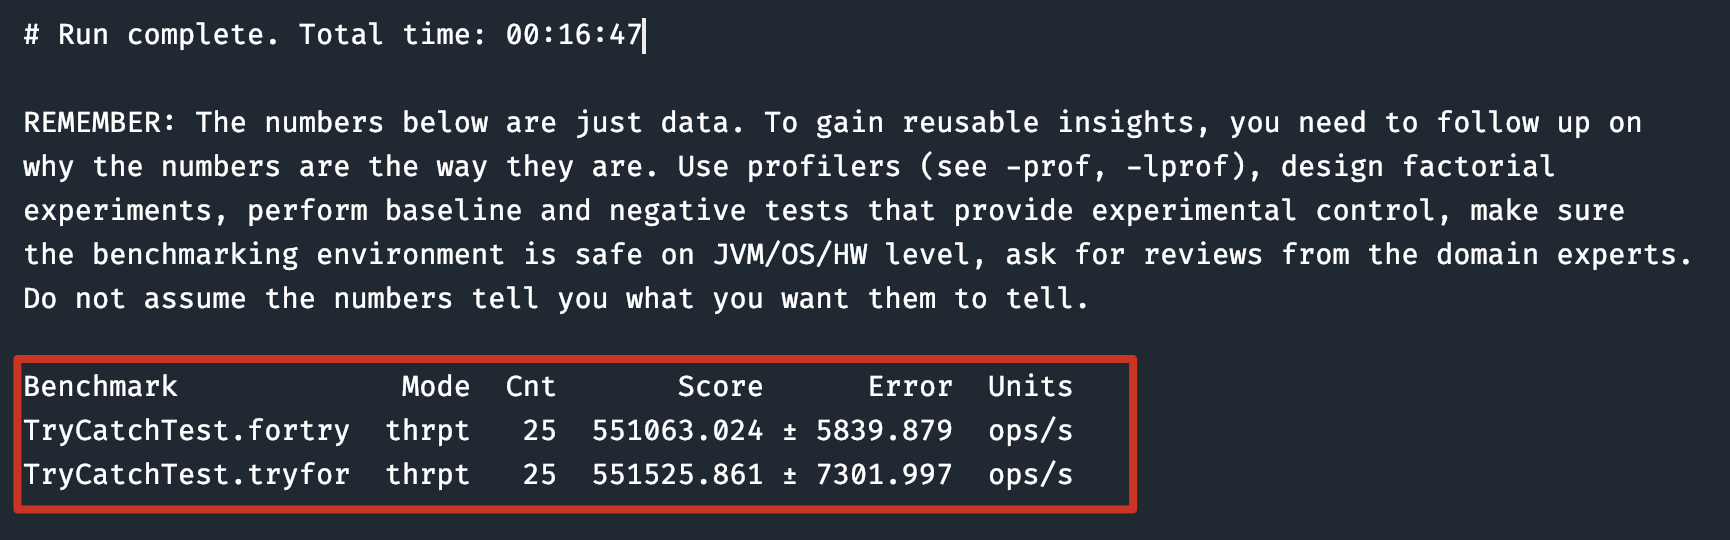 # Run complete. Total time: 00:16:47
REMEMBER: The numbers below are just data. To gain reusable insights, you need to follow up on
why the numbers are the way they are. Use profilers (see -prof, -lprof), design factorial
experiments, perform baseline and negative tests that provide experimental control, make sure
the benchmarking environment is safe on JVM/OS/HW level, ask for reviews from the domain experts.
Do not assume the numbers tell you what you want them to tell.
Benchmark Mode Cnt Score Error Units
TryCatchTest.fortry thrpt 25 551063.024 ± 5839.879 ops/s
TryCatchTest.tryfor thrpt 25 551525.861 ± 7301.997 ops/s